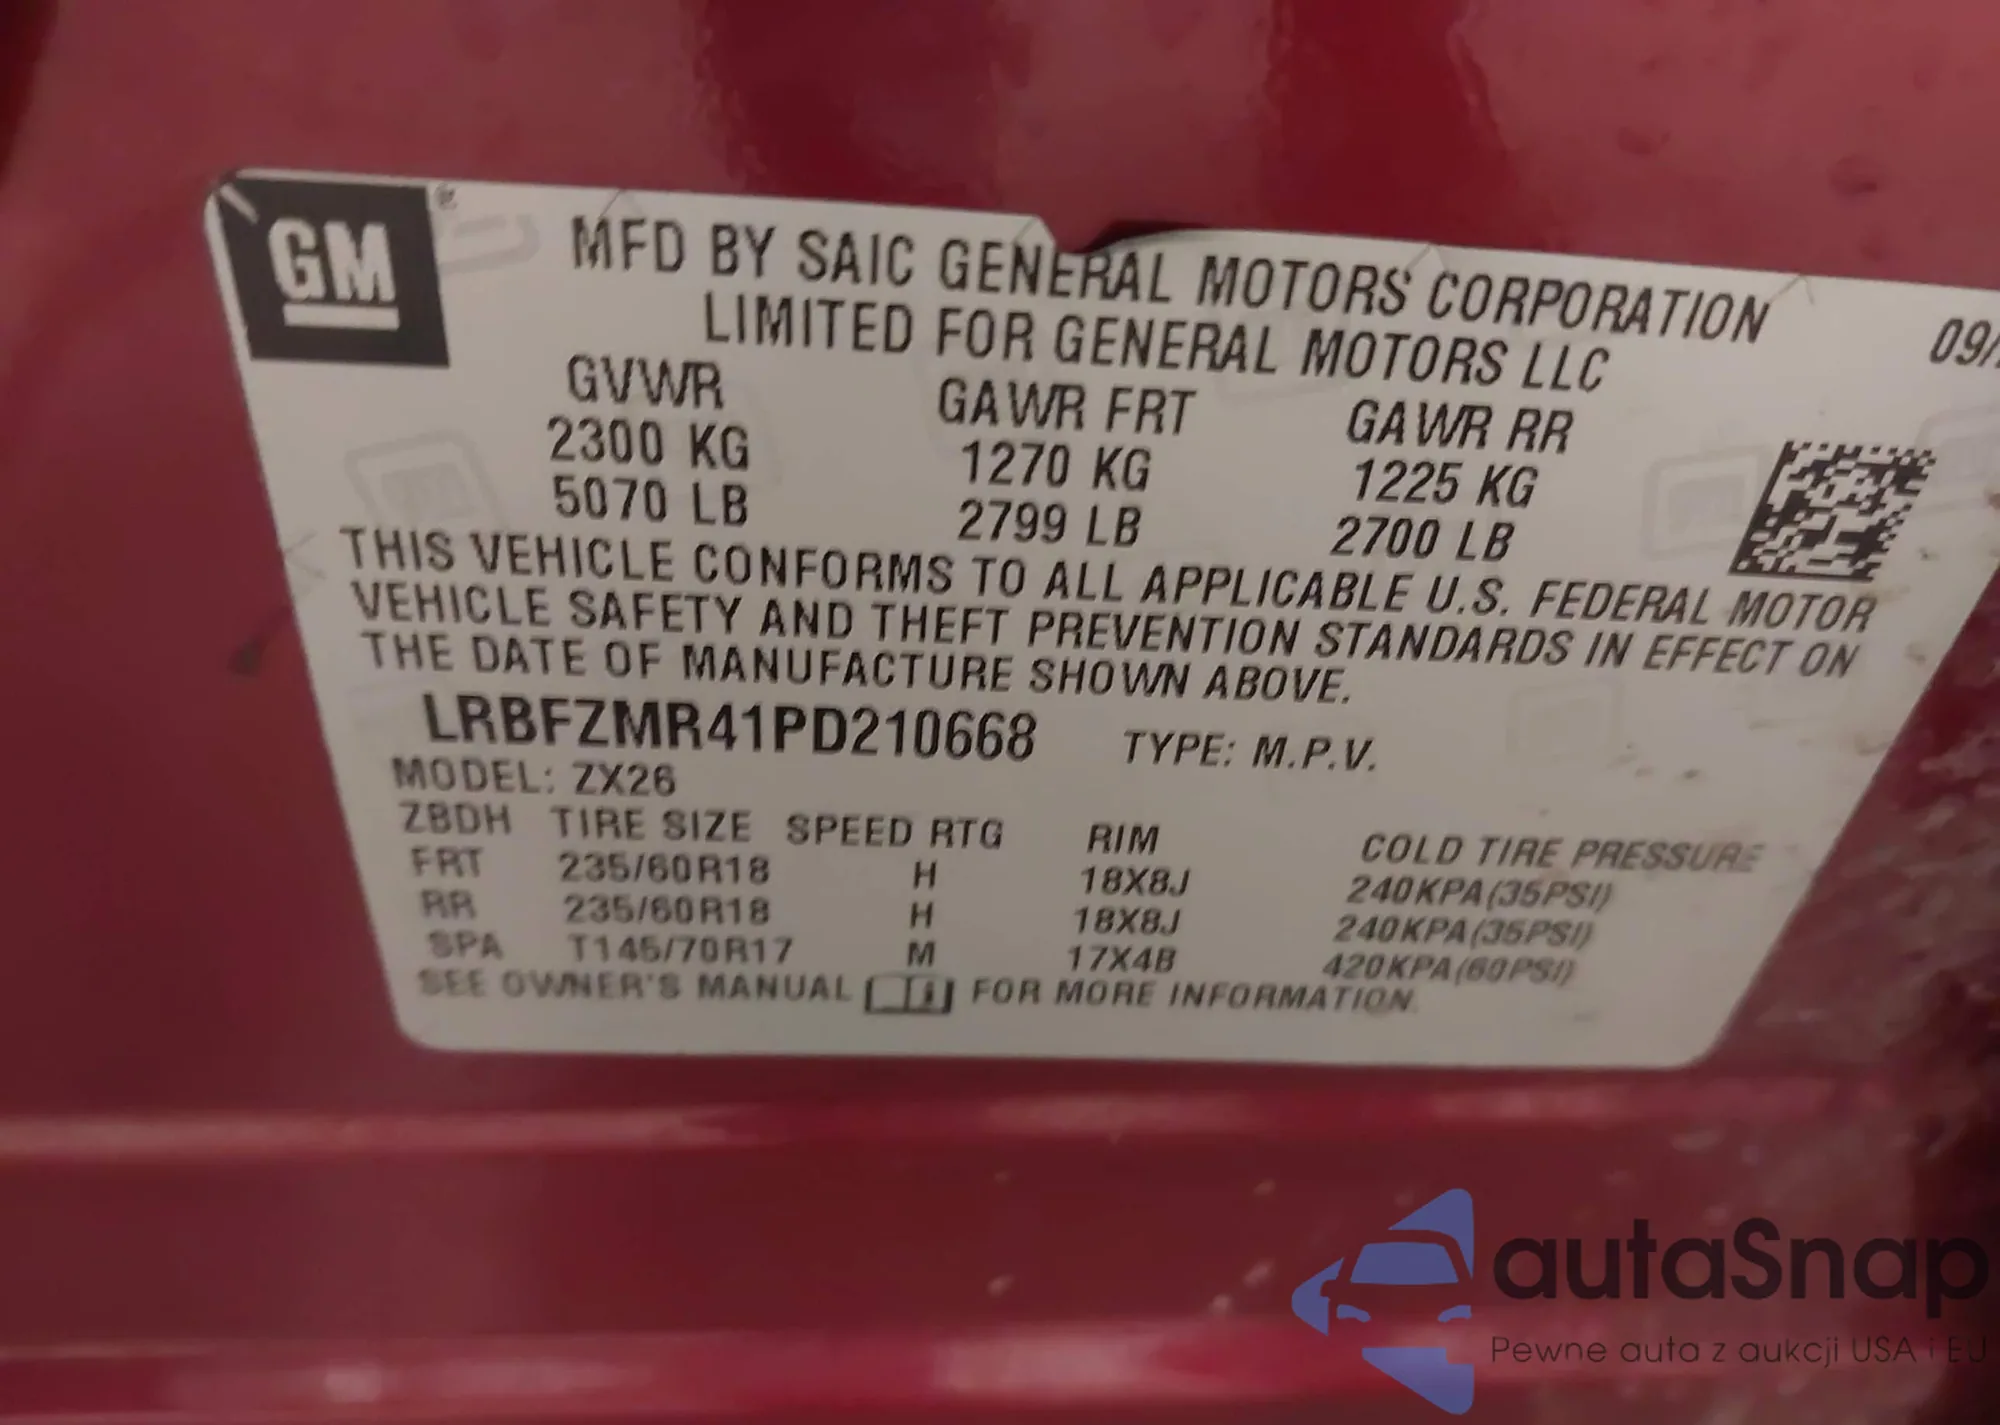 GM
MFD BY SAIC GENERAL MOTORS CORPORATION
LIMITED FOR GENERAL MOTORS LLC
09/
GVWR GAWR FRT GAWR RR
2300 KG 1270 KG 1225 KG
5070 LB 2799 LB 2700 LB
THIS VEHICLE CONFORMS TO ALL APPLICABLE U.S. FEDERAL MOTOR
VEHICLE SAFETY AND THEFT PREVENTION STANDARDS IN EFFECT ON
THE DATE OF MANUFACTURE SHOWN ABOVE.
LRBFZMR41PD210668 TYPE: M.P.V.
MODEL: ZX26
ZBDH TIRE SIZE SPEED RTG RIM COLD TIRE PRESSURE
FRT 235/60R18 H 18X8J 240KPA(35PSI)
RR 235/60R18 H 18X8J 240KPA(35PSI)
SPA T145/70R17 M 17X4B 420KPA(60PSI)
SEE OWNER'S MANUAL FOR MORE INFORMATION.
autaSnap
Pewne auta z aukcji USA i EU